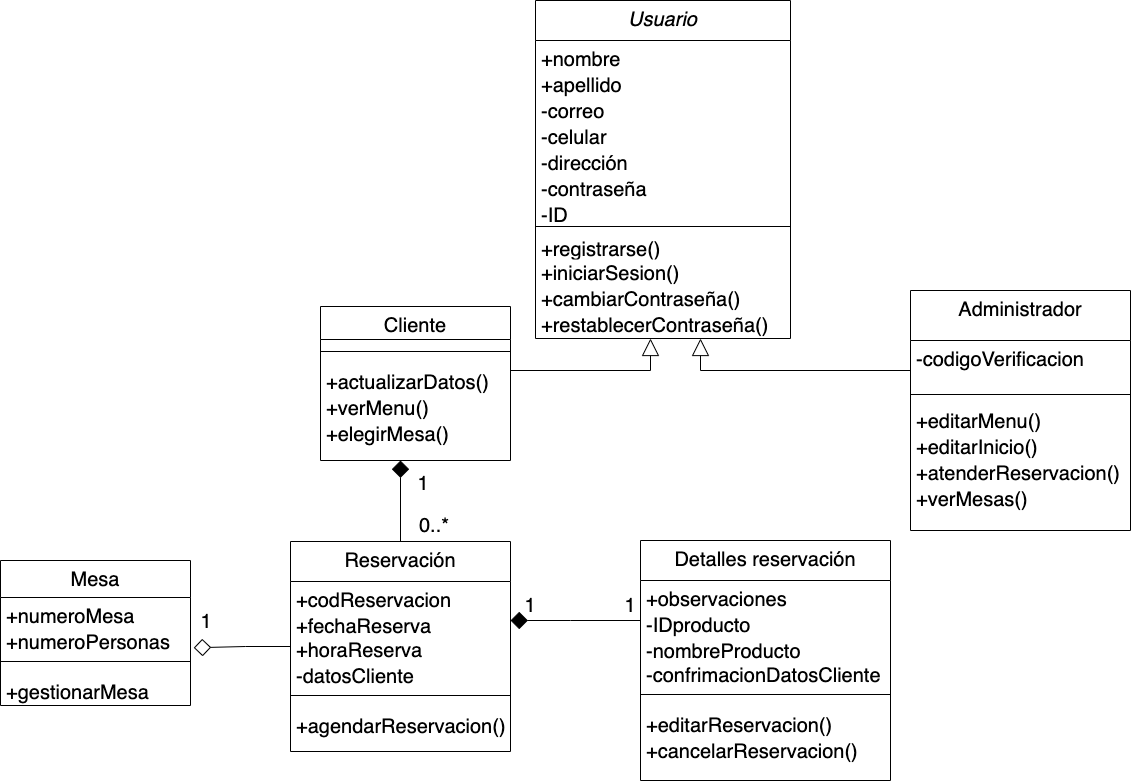 Usuario
+nombre
+apellido
-correo
-celular
-dirección
-contraseña
-ID
+registrarse()
+iniciarSesion()
+cambiarContraseña()
+restablecerContraseña()
Cliente
+actualizarDatos()
+verMenu()
+elegirMesa()
Administrador
-codigoVerificacion
+editarMenu()
+editarInicio()
+atenderReservacion()
+verMesas()
1
0..*
Mesa
+numeroMesa
+numeroPersonas
+gestionarMesa
1
Reservación
+codReservacion
+fechaReserva
+horaReserva
-datosCliente
+agendarReservacion()
1
1
Detalles reservación
+observaciones
-IDproducto
-nombreProducto
-confrimacionDatosCliente
+editarReservacion()
+cancelarReservacion()